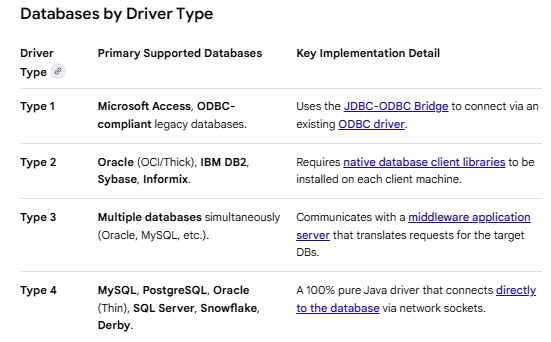 Databases by Driver Type
Driver Type
Primary Supported Databases
Key Implementation Detail
Type 1
Microsoft Access, ODBC-
compliant legacy databases.
Uses the JDBC-ODBC Bridge to connect via an
existing ODBC driver.
Type 2
Oracle (OCI/Thick), IBM DB2,
Sybase, Informix.
Requires native database client libraries to be
installed on each client machine.
Type 3
Multiple databases simultaneously
(Oracle, MySQL, etc.).
Communicates with a middleware application
server that translates requests for the target
DBs.
Type 4
MySQL, PostgreSQL, Oracle
(Thin), SQL Server, Snowflake,
Derby.
A 100% pure Java driver that connects directly
to the database via network sockets.